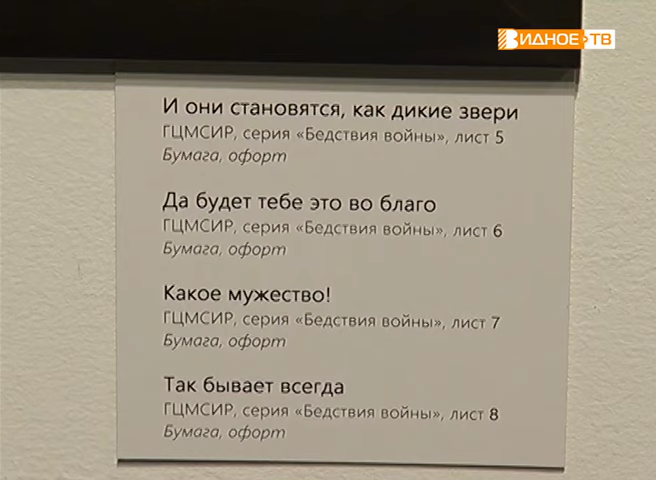 ВИДНОЕ ТВ
И они становятся, как дикие звери
ГЦМСИР, серия «Бедствия войны», лист 5
Бумага, офорт
Да будет тебе это во благо
ГЦМСИР, серия «Бедствия войны», лист 6
Бумага, офорт
Какое мужество!
ГЦМСИР, серия «Бедствия войны», лист 7
Бумага, офорт
Так бывает всегда
ГЦМСИР, серия «Бедствия войны», лист 8
Бумага, офорт